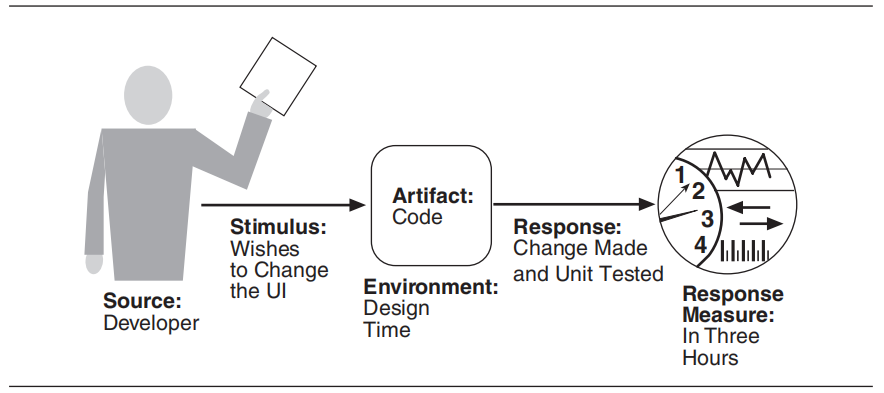 Source:
Developer
Stimulus:
Wishes
to Change
the UI
Artifact:
Code
Environment:
Design
Time
Response:
Change Made
and Unit Tested
1
2
3
4
Response
Measure:
In Three
Hours